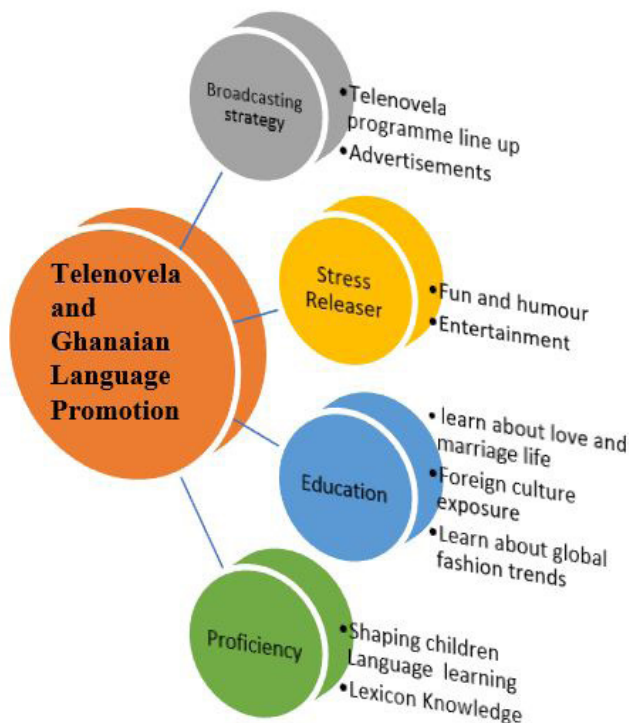 Broadcasting
strategy
•Telenovela
programme line up
•Advertisements
Telenovela
and
Ghanaian
Language
Promotion
Stress
Releaser
•Fun and humour
•Entertainment
Education
•learn about love and
marriage life
•Foreign culture
exposure
•Learn about global
fashion trends
Proficiency
•Shaping children
Language learning
•Lexicon Knowledge